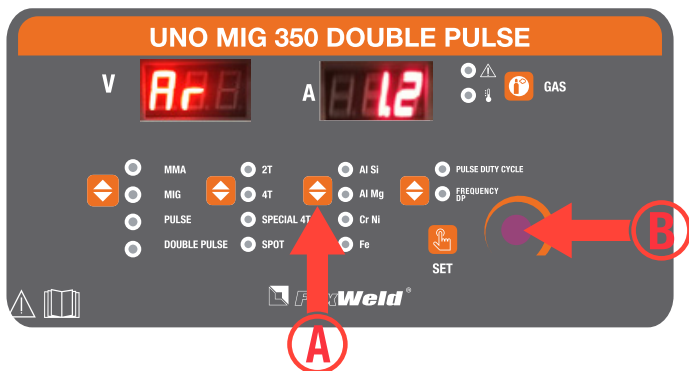 UNO MIG 350 DOUBLE PULSE
V
Ar
A
1.2
GAS
MMA
MIG
PULSE
DOUBLE PULSE
2T
4T
SPECIAL 4T
SPOT
Al Si
Al Mg
Cr Ni
Fe
PULSE DUTY CYCLE
FREQUENCY
DP
SET
B
A